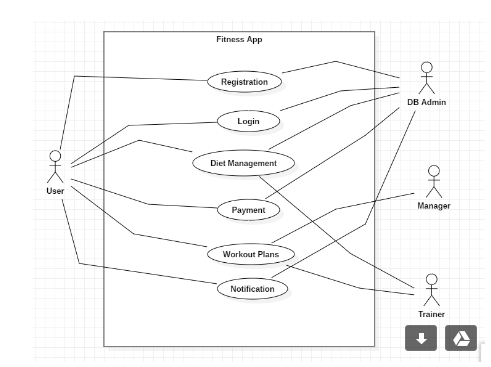 Fitness App
Registration
DB Admin
Login
Diet Management
User
Manager
Payment
Workout Plans
Notification
Trainer